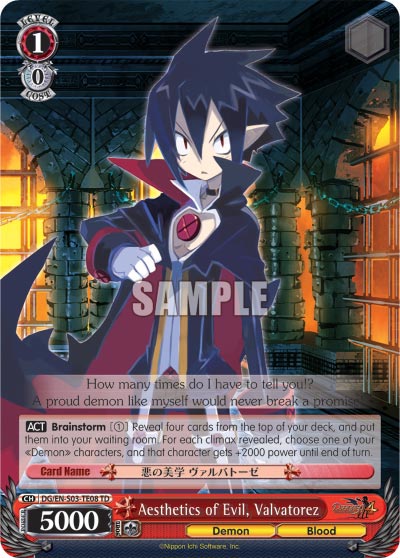 LEVEL
1
0
COST
SAMPLE
How many times do I have to tell you!?
A proud demon like myself would never break a promise.
ACT Brainstorm [①] Reveal four cards from the top of your deck, and put
them into your waiting room. For each climax revealed, choose one of your
«Demon» characters, and that character gets +2000 power until end of turn.
Card Name 悪の美学 ヴァルバトーゼ
CH DG/EN-S03-TE08 TD
Aesthetics of Evil, Valvatorez
POWER 5000 SOUL
Demon Blood
©Nippon Ichi Software, Inc.